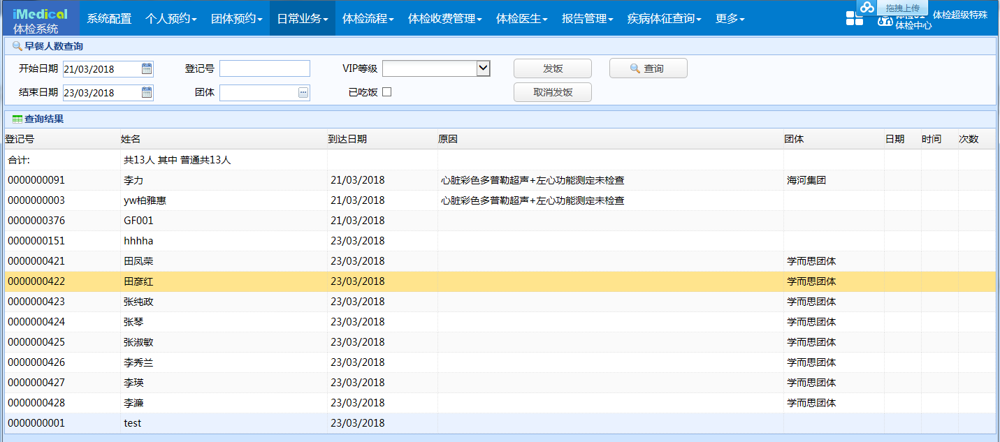 iMedical
体检系统
系统配置 个人预约 团体预约 日常业务 体检流程 体检收费管理 体检医生 报告管理 疾病体征查询 更多
拖拽上传
体检超级特殊
体检中心
早餐人数查询
开始日期 21/03/2018 登记号 VIP等级 发饭 查询
结束日期 23/03/2018 团体 已吃饭 取消发饭
查询结果
登记号 姓名 到达日期 原因 团体 日期 时间 次数
合计: 共13人 其中 普通共13人
0000000091 李力 21/03/2018 心脏彩色多普勒超声+左心功能测定未检查 海河集团
0000000003 yw柏雅惠 21/03/2018 心脏彩色多普勒超声+左心功能测定未检查
0000000376 GF001 21/03/2018
0000000151 hhhha 23/03/2018
0000000421 田凤荣 23/03/2018 学而思团体
0000000422 田彦红 23/03/2018 学而思团体
0000000423 张纯政 23/03/2018 学而思团体
0000000424 张琴 23/03/2018 学而思团体
0000000425 张淑敏 23/03/2018 学而思团体
0000000426 李秀兰 23/03/2018 学而思团体
0000000427 李瑛 23/03/2018 学而思团体
0000000428 李濂 23/03/2018 学而思团体
0000000001 test 23/03/2018